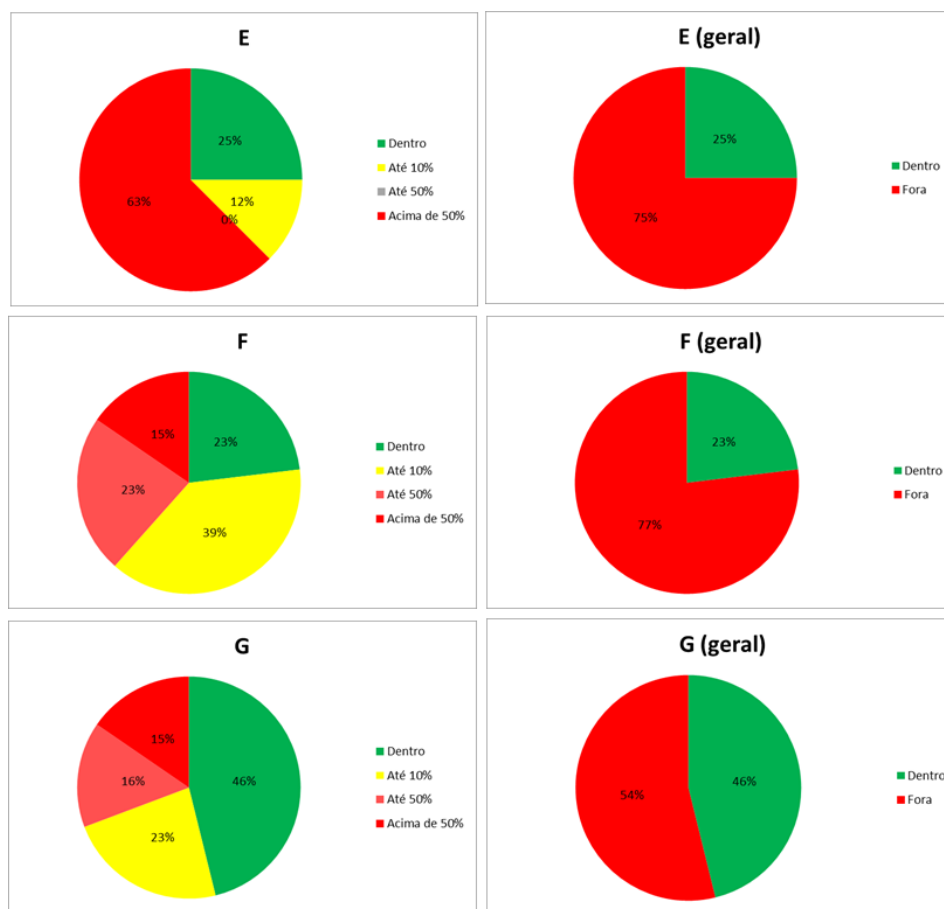 E
25%
12%
0%
63%
Dentro
Até 10%
Até 50%
Acima de 50%
E (geral)
25%
75%
Dentro
Fora
F
23%
39%
23%
15%
Dentro
Até 10%
Até 50%
Acima de 50%
F (geral)
23%
77%
Dentro
Fora
G
46%
23%
16%
15%
Dentro
Até 10%
Até 50%
Acima de 50%
G (geral)
46%
54%
Dentro
Fora